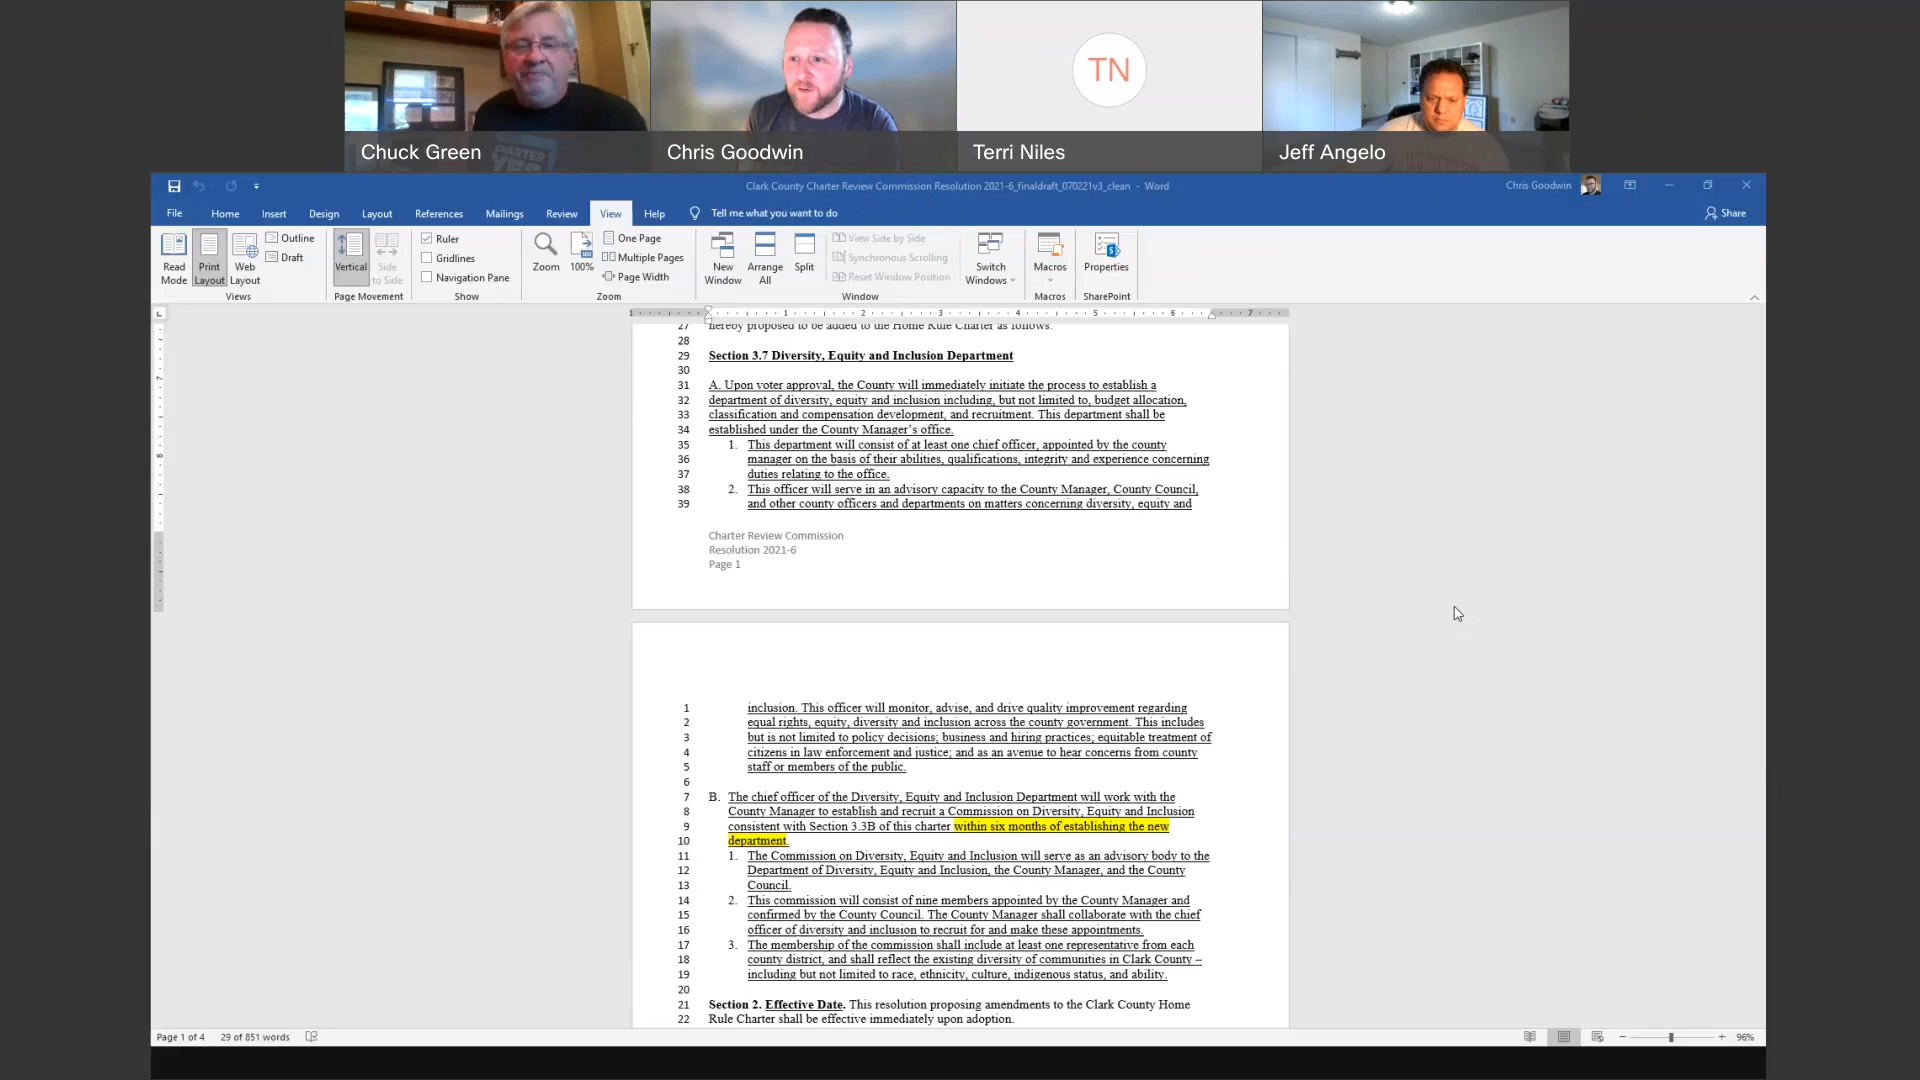 TN
CHARTER
YES
Chuck Green
Chris Goodwin
Terri Niles
Jeff Angelo
Clark County Charter Review Commission Resolution 2021-6_finaldraft_070221v3_clean - Word
Chris Goodwin
File Home Insert Design Layout References Mailings Review View Help Tell me what you want to do
Share
Read Mode
Print Layout
Web Layout
Outline
Draft
Views
Vertical
Side to Side
Page Movement
Ruler
Gridlines
Navigation Pane
Show
Zoom
100
100%
One Page
Multiple Pages
Page Width
Zoom
New Window
Arrange All
Split
View Side by Side
Synchronous Scrolling
Reset Window Position
Window
Switch Windows
Macros
Macros
Properties
SharePoint
1 1 2 3 4 5 6 7
27 hereby proposed to be added to the Home Rule Charter as follows.
28
29 Section 3.7 Diversity, Equity and Inclusion Department
30
31 A. Upon voter approval, the County will immediately initiate the process to establish a
32 department of diversity, equity and inclusion including, but not limited to, budget allocation,
33 classification and compensation development, and recruitment. This department shall be
34 established under the County Manager’s office.
35 1. This department will consist of at least one chief officer, appointed by the county
36 manager on the basis of their abilities, qualifications, integrity and experience concerning
37 duties relating to the office.
38 2. This officer will serve in an advisory capacity to the County Manager, County Council,
39 and other county officers and departments on matters concerning diversity, equity and
Charter Review Commission
Resolution 2021-6
Page 1
1 inclusion. This officer will monitor, advise, and drive quality improvement regarding
2 equal rights, equity, diversity and inclusion across the county government. This includes
3 but is not limited to policy decisions; business and hiring practices; equitable treatment of
4 citizens in law enforcement and justice; and as an avenue to hear concerns from county
5 staff or members of the public.
6
7 B. The chief officer of the Diversity, Equity and Inclusion Department will work with the
8 County Manager to establish and recruit a Commission on Diversity, Equity and Inclusion
9 consistent with Section 3.3B of this charter within six months of establishing the new
10 department.
11 1. The Commission on Diversity, Equity and Inclusion will serve as an advisory body to the
12 Department of Diversity, Equity and Inclusion, the County Manager, and the County
13 Council.
14 2. This commission will consist of nine members appointed by the County Manager and
15 confirmed by the County Council. The County Manager shall collaborate with the chief
16 officer of diversity and inclusion to recruit for and make these appointments.
17 3. The membership of the commission shall include at least one representative from each
18 county district, and shall reflect the existing diversity of communities in Clark County –
19 including but not limited to race, ethnicity, culture, indigenous status, and ability.
20
21 Section 2. Effective Date. This resolution proposing amendments to the Clark County Home
22 Rule Charter shall be effective immediately upon adoption.
Page 1 of 4 29 of 851 words
96%